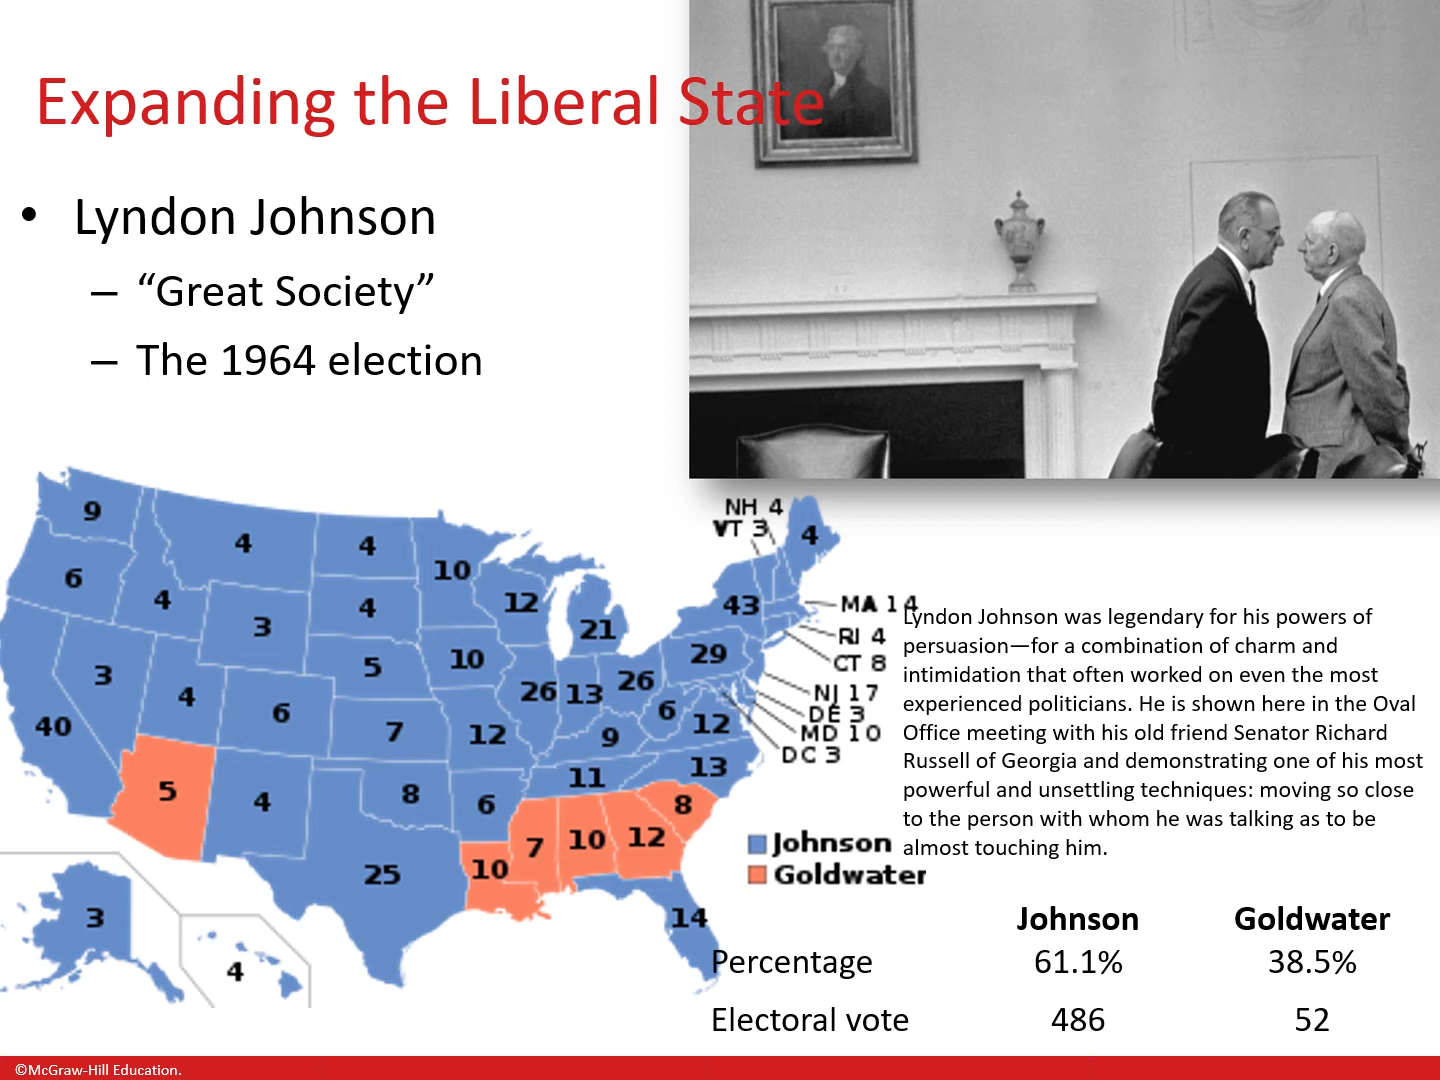 Expanding the Liberal State
• Lyndon Johnson
– “Great Society”
– The 1964 election
9
6
4
4
3
4
4
10
12
21
43
4
NH 4
VT 3
MA 14
RI 4
CT 8
NJ 17
DE 3
MD 10
DC 3
40
3
4
6
5
10
7
12
26
13
26
29
6
12
9
11
13
5
4
8
6
25
10
7
10
12
8
14
3
4
Johnson
Goldwater
Lyndon Johnson was legendary for his powers of
persuasion—for a combination of charm and
intimidation that often worked on even the most
experienced politicians. He is shown here in the Oval
Office meeting with his old friend Senator Richard
Russell of Georgia and demonstrating one of his most
powerful and unsettling techniques: moving so close
to the person with whom he was talking as to be
almost touching him.
Johnson Goldwater
Percentage 61.1% 38.5%
Electoral vote 486 52
©McGraw-Hill Education.